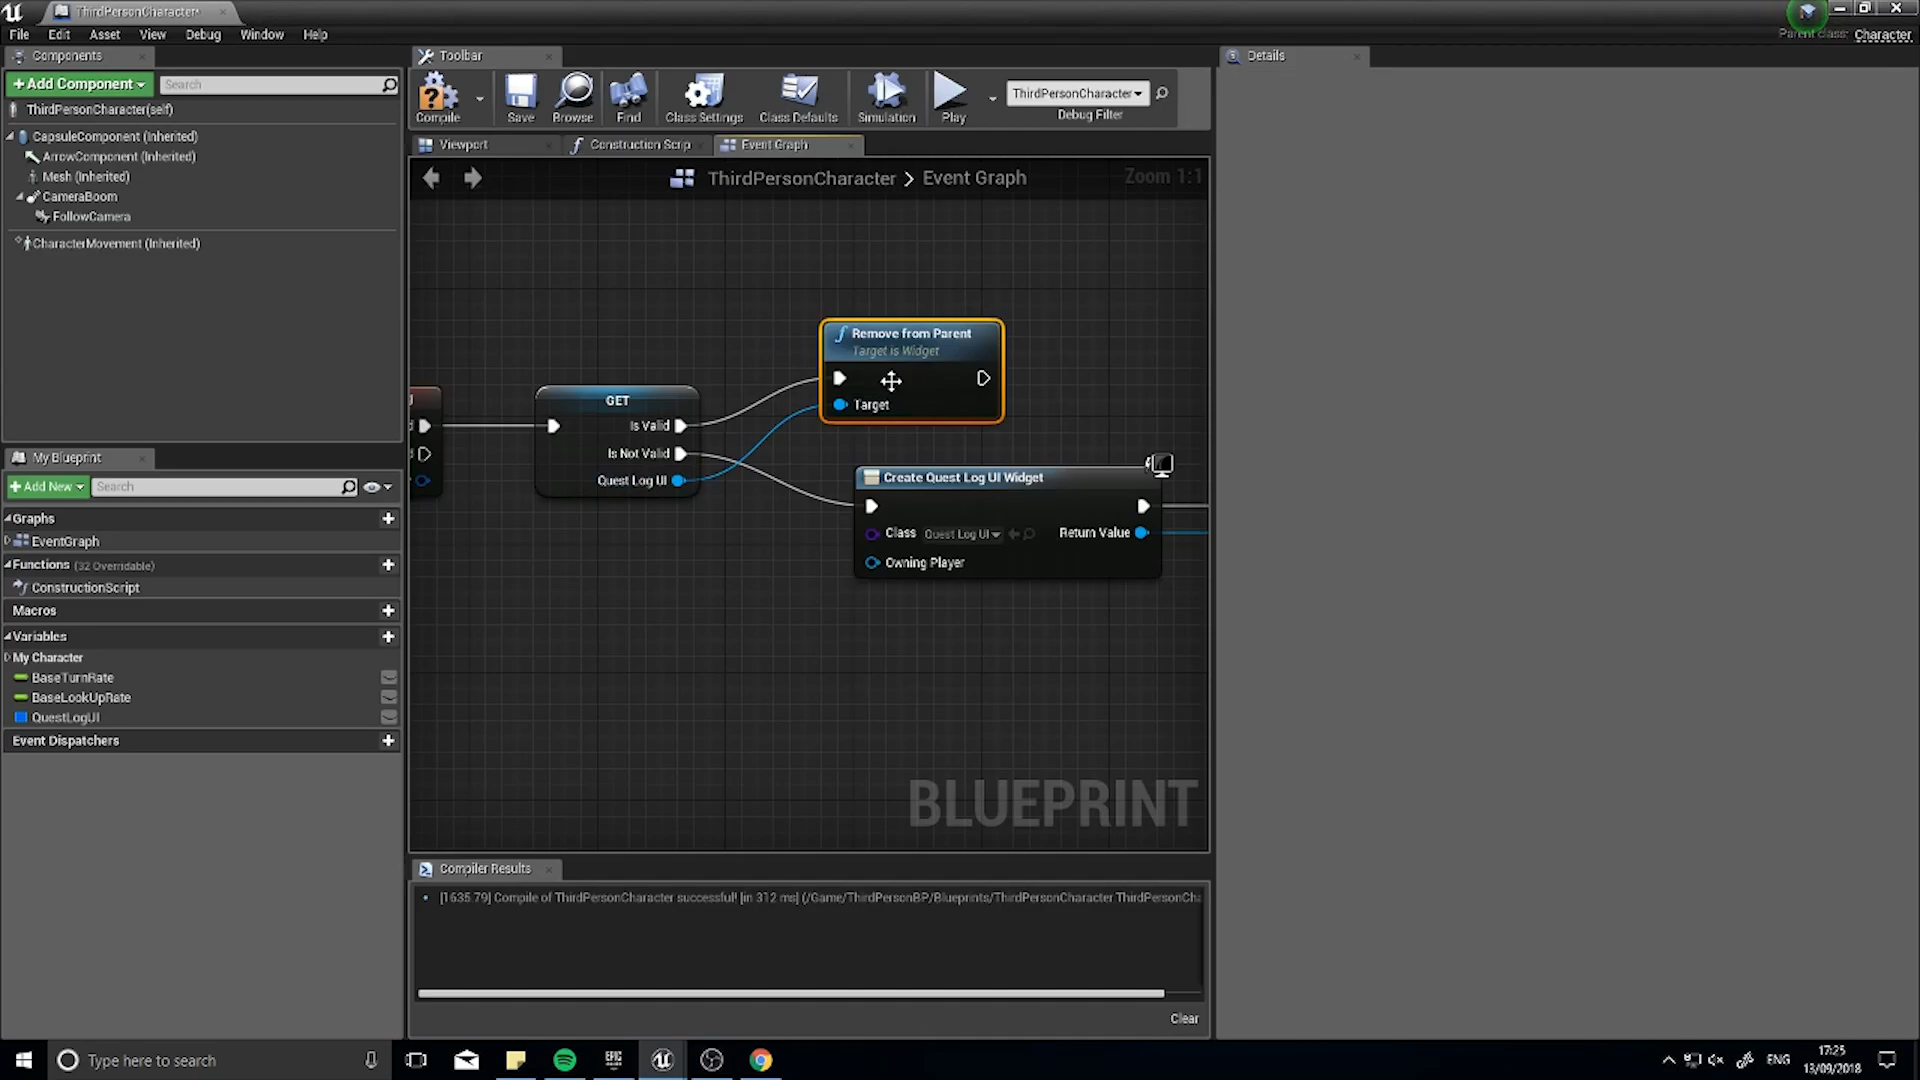 ThirdPersonCharacter*
File Edit Asset View Debug Window Help
Parent class: Character
Components
Toolbar
Details
+ Add Component
Search
ThirdPersonCharacter(self)
CapsuleComponent (Inherited)
ArrowComponent (Inherited)
Mesh (Inherited)
CameraBoom
FollowCamera
CharacterMovement (Inherited)
Compile
Save
Browse
Find
Class Settings
Class Defaults
Simulation
Play
ThirdPersonCharacter
Debug Filter
Viewport
Construction Scrip
Event Graph
ThirdPersonCharacter > Event Graph
Zoom 1:1
Remove from Parent
Target is Widget
Target
GET
Is Valid
Is Not Valid
Quest Log UI
Create Quest Log UI Widget
Class Quest Log UI
Return Value
Owning Player
BLUEPRINT
My Blueprint
+ Add New
Search
Graphs
EventGraph
Functions (32 Overridable)
ConstructionScript
Macros
Variables
My Character
BaseTurnRate
BaseLookUpRate
QuestLogUI
Event Dispatchers
Compiler Results
[1635.79] Compile of ThirdPersonCharacter successful! [in 312 ms] (/Game/ThirdPersonBP/Blueprints/ThirdPersonCharacter.ThirdPersonCha
Clear
Type here to search
EPIC
ENG
17:25
13/09/2018